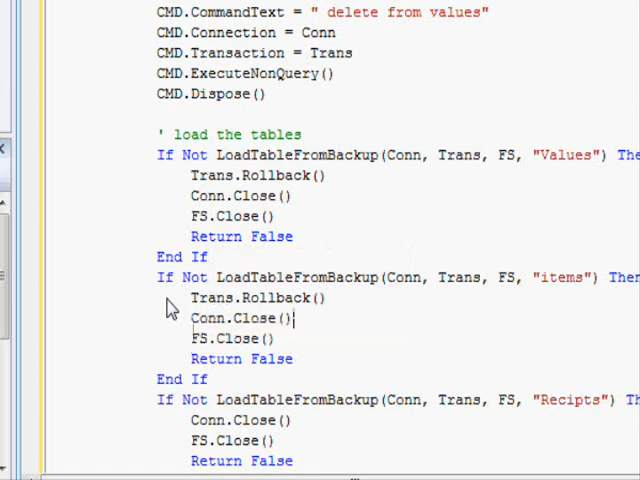 CMD.CommandText = " delete from values"
CMD.Connection = Conn
CMD.Transaction = Trans
CMD.ExecuteNonQuery()
CMD.Dispose()
' load the tables
If Not LoadTableFromBackup(Conn, Trans, FS, "Values") The
Trans.Rollback()
Conn.Close()
FS.Close()
Return False
End If
If Not LoadTableFromBackup(Conn, Trans, FS, "items") Then
Trans.Rollback()
Conn.Close()
FS.Close()
Return False
End If
If Not LoadTableFromBackup(Conn, Trans, FS, "Recipts") Th
Conn.Close()
FS.Close()
Return False